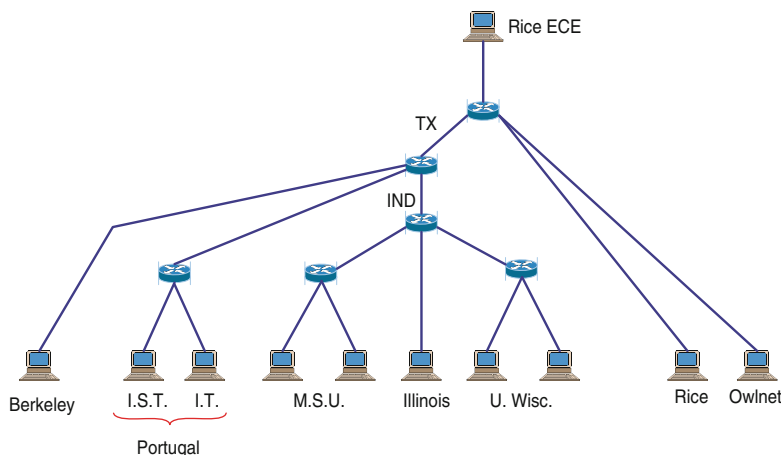 Rice ECE
TX
IND
Berkeley
I.S.T.
I.T.
M.S.U.
Illinois
U. Wisc.
Rice
Owlnet
Portugal